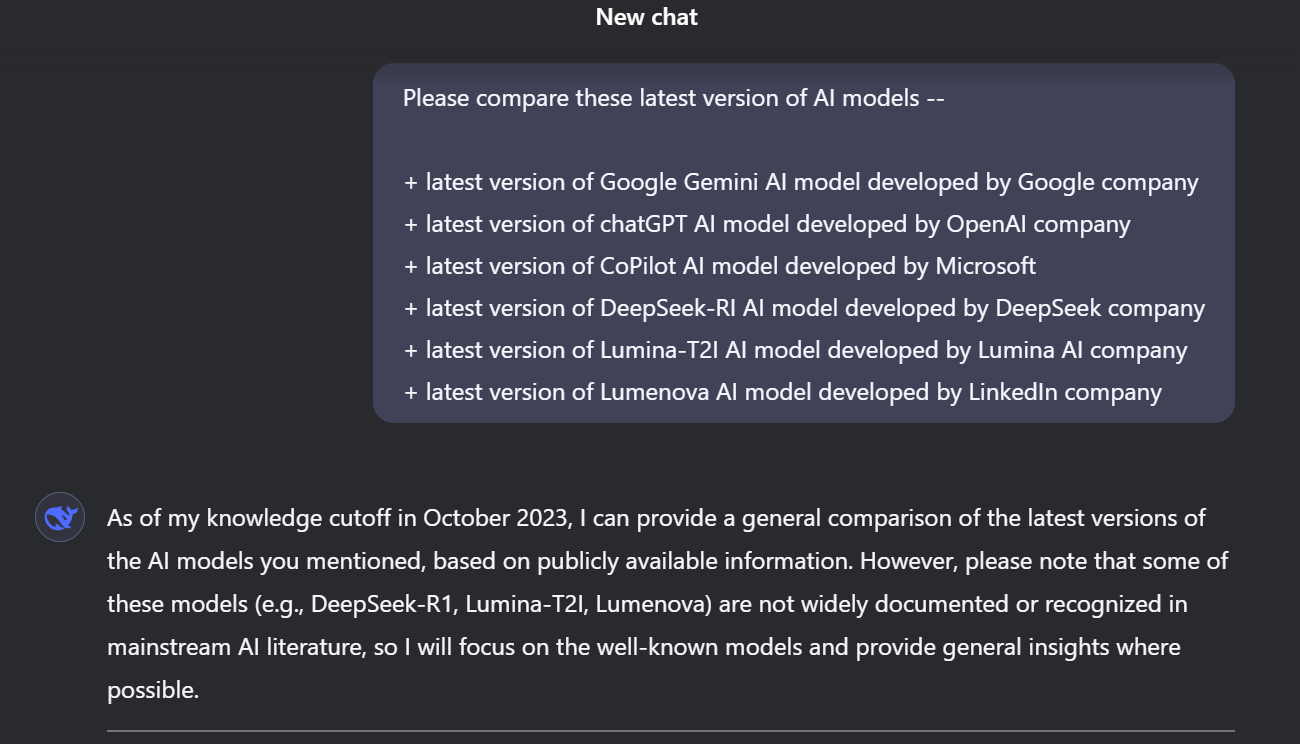 New chat
Please compare these latest version of AI models --
+ latest version of Google Gemini AI model developed by Google company
+ latest version of chatGPT AI model developed by OpenAI company
+ latest version of CoPilot AI model developed by Microsoft
+ latest version of DeepSeek-RI AI model developed by DeepSeek company
+ latest version of Lumina-T2I AI model developed by Lumina AI company
+ latest version of Lumenova AI model developed by LinkedIn company
As of my knowledge cutoff in October 2023, I can provide a general comparison of the latest versions of
the AI models you mentioned, based on publicly available information. However, please note that some of
these models (e.g., DeepSeek-R1, Lumina-T2I, Lumenova) are not widely documented or recognized in
mainstream AI literature, so I will focus on the well-known models and provide general insights where
possible.